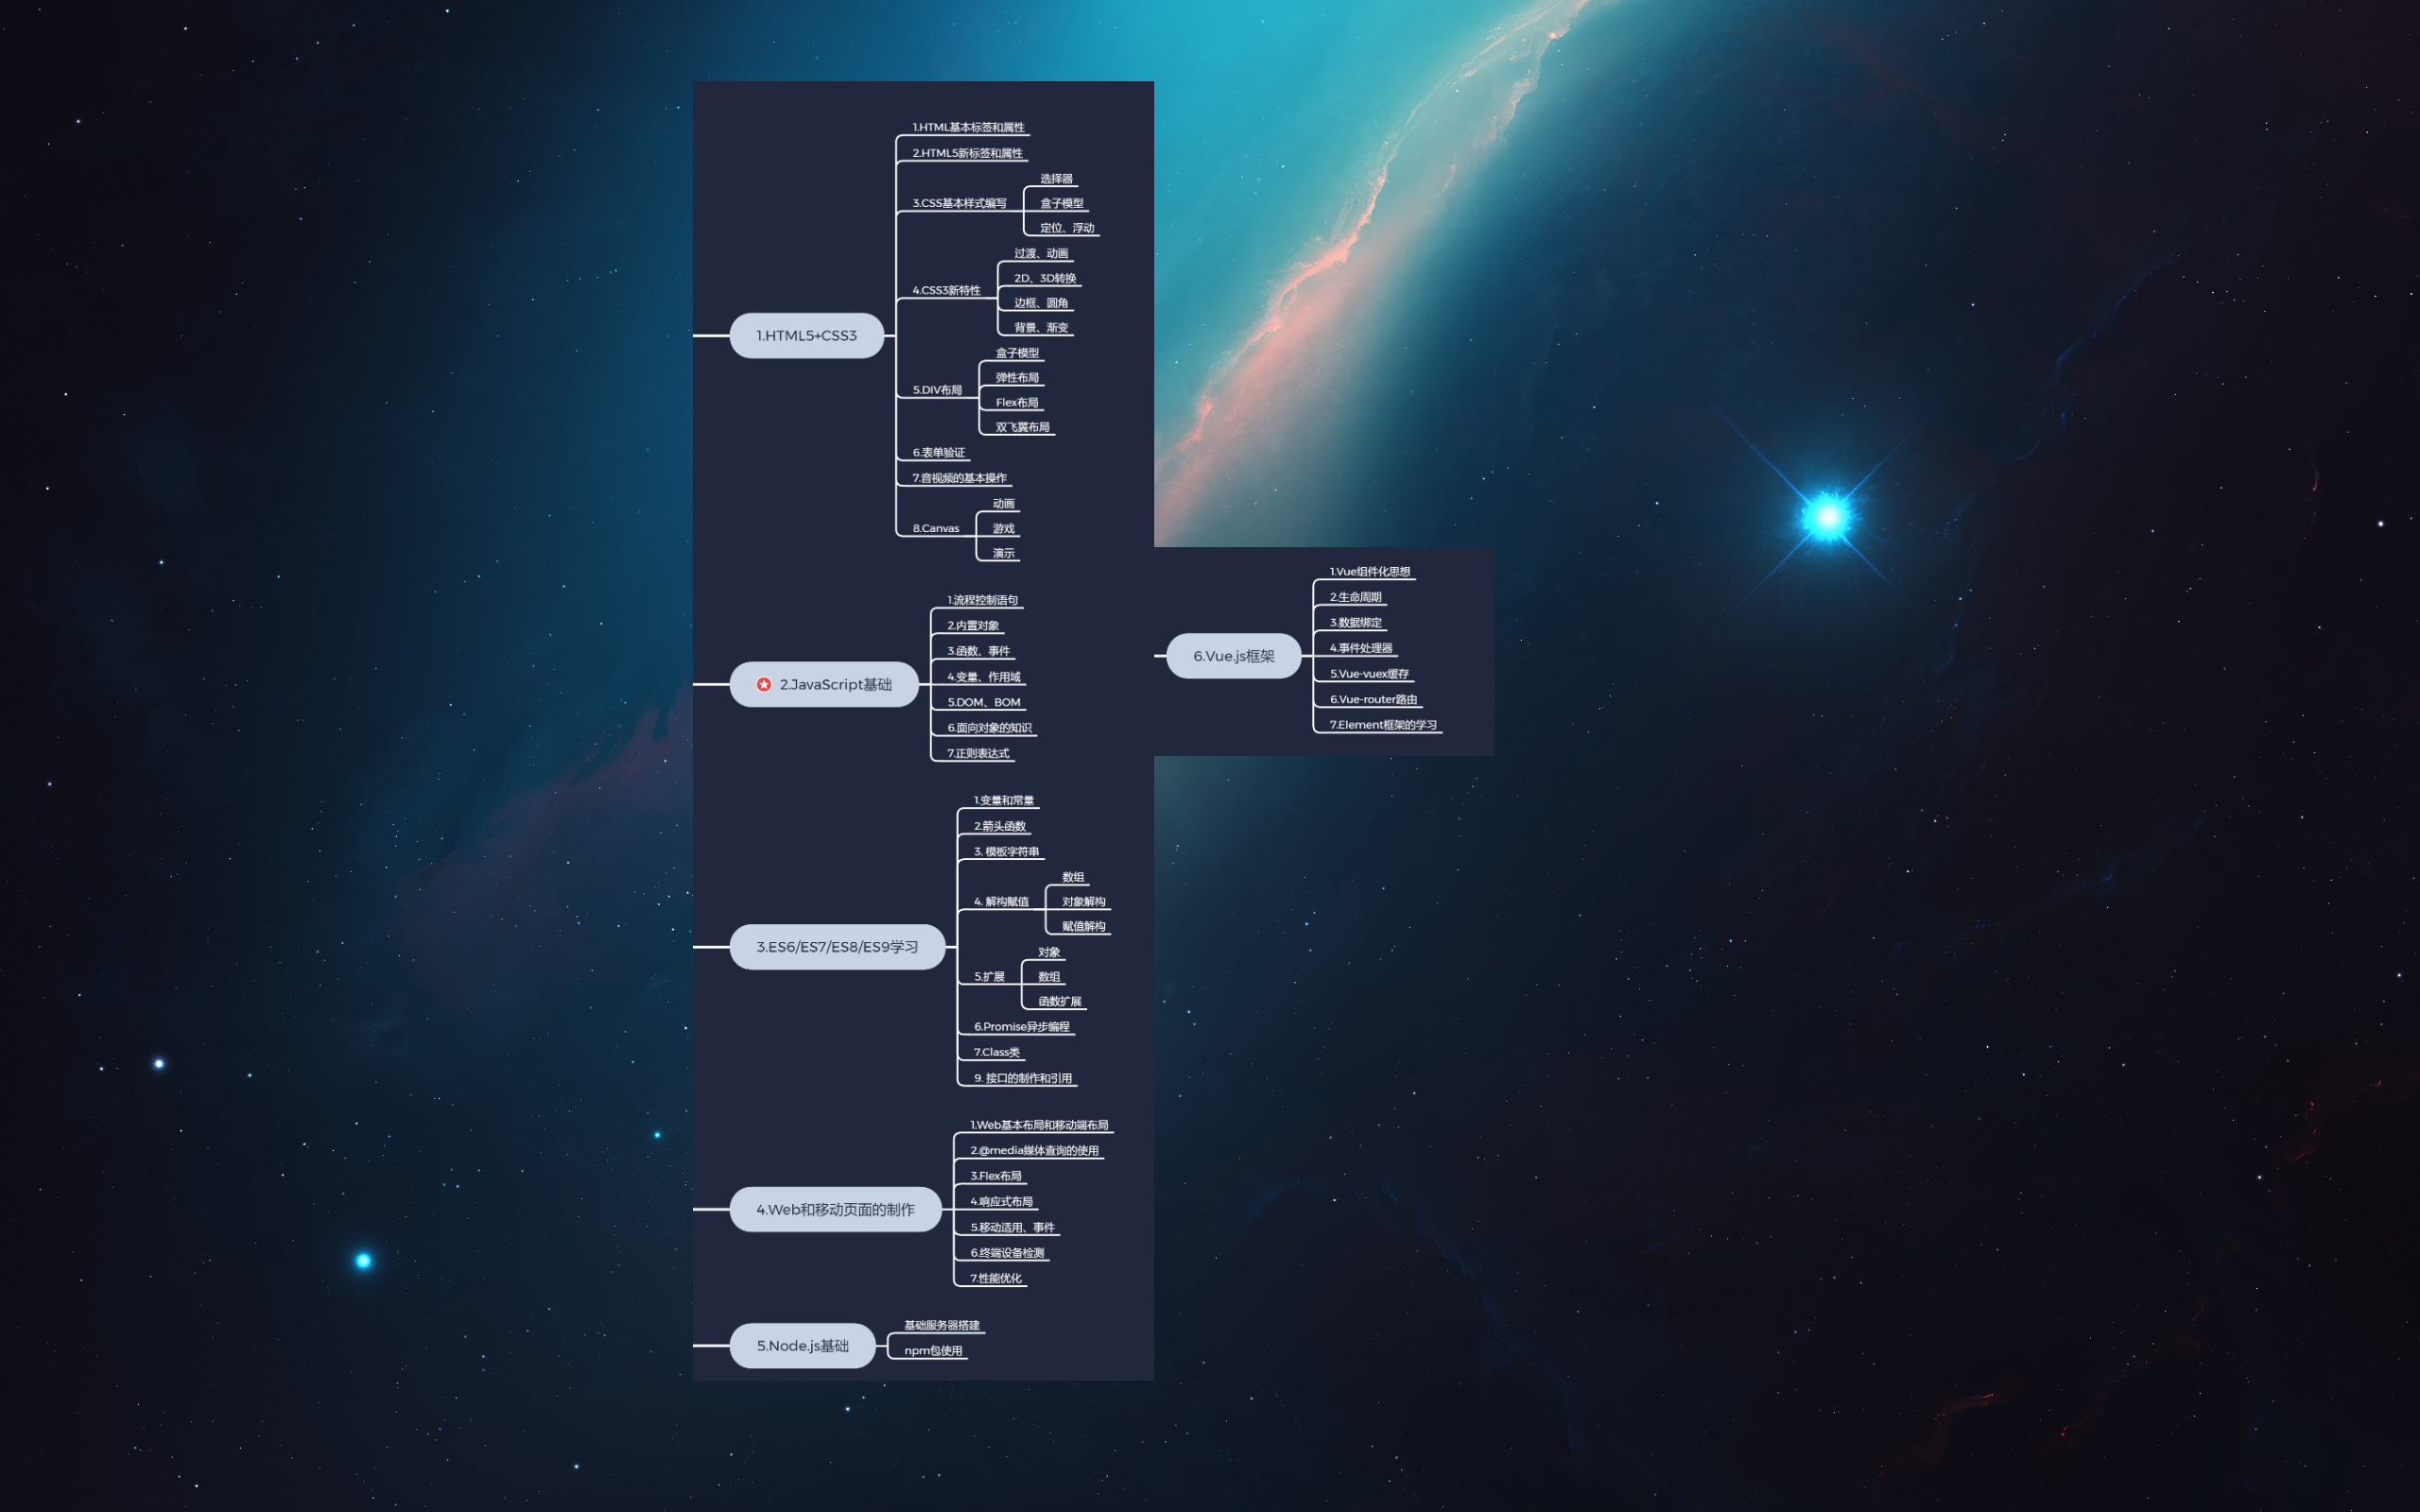 1.HTML5+CSS3
1.HTML基本标签和属性
2.HTML5新标签和属性
3.CSS基本样式编写
选择器
盒子模型
定位、浮动
4.CSS3新特性
过渡、动画
2D、3D转换
边框、圆角
背景、渐变
5.DIV布局
盒子模型
弹性布局
Flex布局
双飞翼布局
6.表单验证
7.音视频的基本操作
8.Canvas
动画
游戏
演示
2.JavaScript基础
1.流程控制语句
2.内置对象
3.函数、事件
4.变量、作用域
5.DOM、BOM
6.面向对象的知识
7.正则表达式
3.ES6/ES7/ES8/ES9学习
1.变量和常量
2.箭头函数
3. 模板字符串
4. 解构赋值
数组
对象解构
赋值解构
5.扩展
对象
数组
函数扩展
6.Promise异步编程
7.Class类
9. 接口的制作和引用
4.Web和移动页面的制作
1.Web基本布局和移动端布局
2.@media媒体查询的使用
3.Flex布局
4.响应式布局
5.移动适用、事件
6.终端设备检测
7.性能优化
5.Node.js基础
基础服务器搭建
npm包使用
6.Vue.js框架
1.Vue组件化思想
2.生命周期
3.数据绑定
4.事件处理器
5.Vue-vuex缓存
6.Vue-router路由
7.Element框架的学习